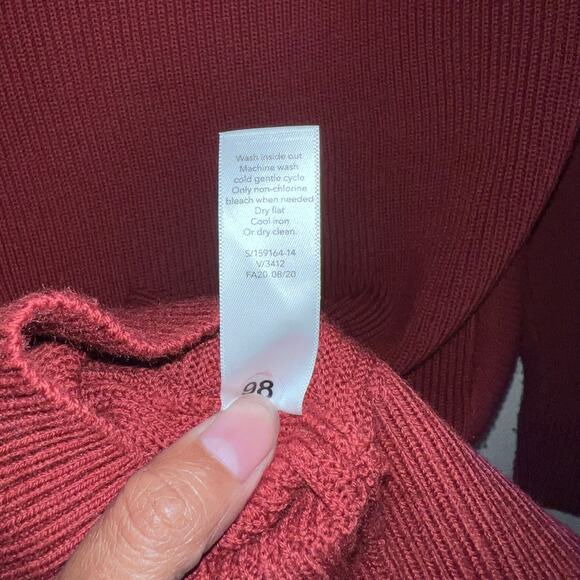 Wash inside out
Machine wash
cold gentle cycle
Only non-chlorine
bleach when needed
Dry flat
Cool iron
Or dry clean.
S/159164-14
V/3412
FA20 08/20
98